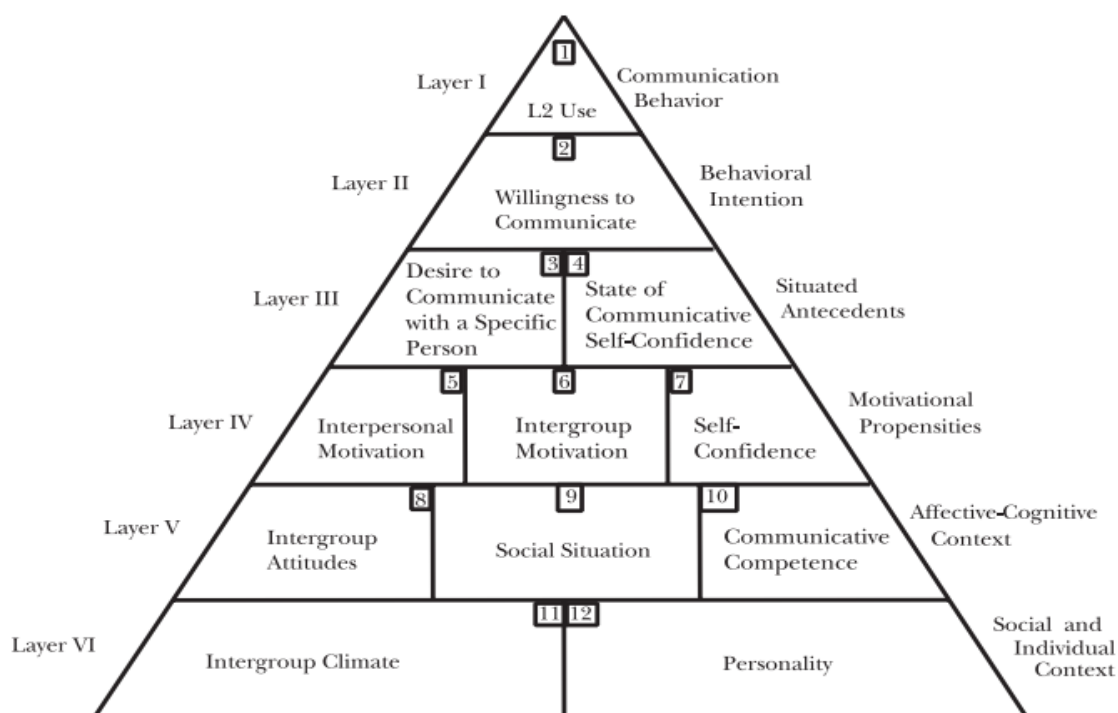 1
Layer I
L2 Use
Communication
Behavior
2
Layer II
Willingness to
Communicate
Behavioral
Intention
3
4
Layer III
Desire to
Communicate
with a Specific
Person
State of
Communicative
Self-Confidence
Situated
Antecedents
5
6
7
Layer IV
Interpersonal
Motivation
Intergroup
Motivation
Self-
Confidence
Motivational
Propensities
8
9
10
Layer V
Intergroup
Attitudes
Social Situation
Communicative
Competence
Affective-Cognitive
Context
11
12
Layer VI
Intergroup Climate
Personality
Social and
Individual
Context